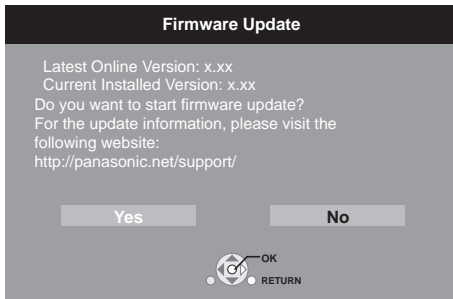 Firmware Update
Latest Online Version: x.xx
Current Installed Version: x.xx
Do you want to start firmware update?
For the update information, please visit the
following website:
http://panasonic.net/support/
Yes No
OK
RETURN